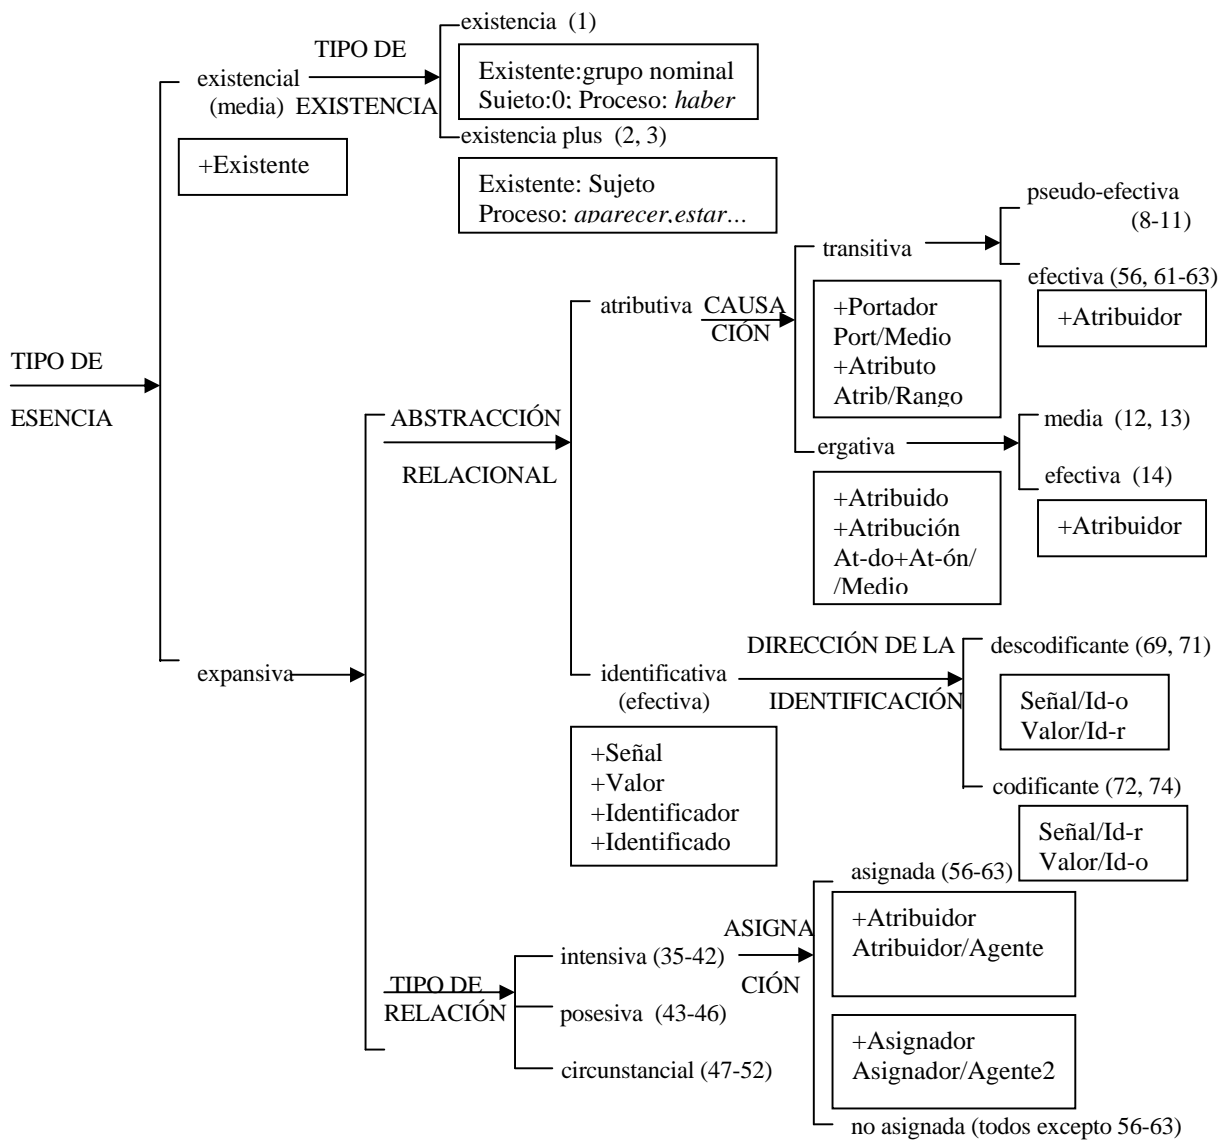 existencia (1)
TIPO DE
existencial
(media) EXISTENCIA
Existente:grupo nominal
Sujeto:0; Proceso: haber
existencia plus (2, 3)
+Existente
Existente: Sujeto
Proceso: aparecer,estar...
pseudo-efectiva
(8-11)
transitiva
efectiva (56, 61-63)
atributiva
CAUSA
CIÓN
+Portador
Port/Medio
+Atributo
Atrib/Rango
+Atribuidor
TIPO DE
ESENCIA
ABSTRACCIÓN
RELACIONAL
media (12, 13)
ergativa
efectiva (14)
+Atribuido
+Atribución
At-do+At-ón/
/Medio
+Atribuidor
expansiva
identificativa
(efectiva)
DIRECCIÓN DE LA
IDENTIFICACIÓN
descodificante (69, 71)
Señal/Id-o
Valor/Id-r
+Señal
+Valor
+Identificador
+Identificado
codificante (72, 74)
Señal/Id-r
Valor/Id-o
asignada (56-63)
+Atribuidor
Atribuidor/Agente
ASIGNA
CIÓN
intensiva (35-42)
TIPO DE
RELACIÓN
posesiva (43-46)
+Asignador
Asignador/Agente2
circunstancial (47-52)
no asignada (todos excepto 56-63)